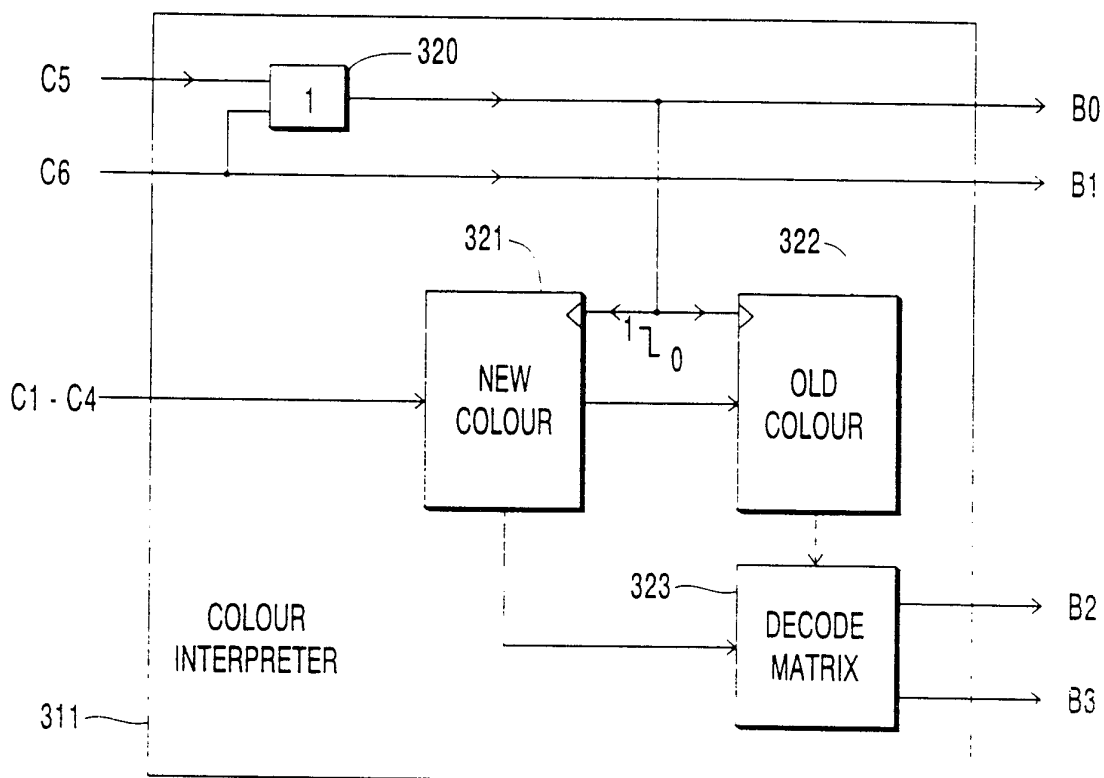 320
C5
1
B0
C6
B1
321
322
1
0
C1 - C4
NEW
COLOUR
OLD
COLOUR
323
DECODE
MATRIX
B2
COLOUR
INTERPRETER
B3
311